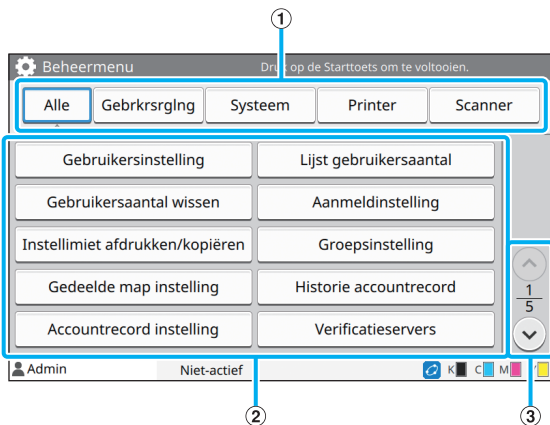 1
Beheermenu Druk op de Starttoets om te voltooien.
Alle Gebrkrsrglng Systeem Printer Scanner
Gebruikersinstelling Lijst gebruikersaantal
Gebruikersaantal wissen Aanmeldinstelling
Instellimiet afdrukken/kopiëren Groepsinstelling
Gedeelde map instelling Historie accountrecord
Accountrecord instelling Verificatieservers
1
5
Admin Niet-actief K C M Y
2 3